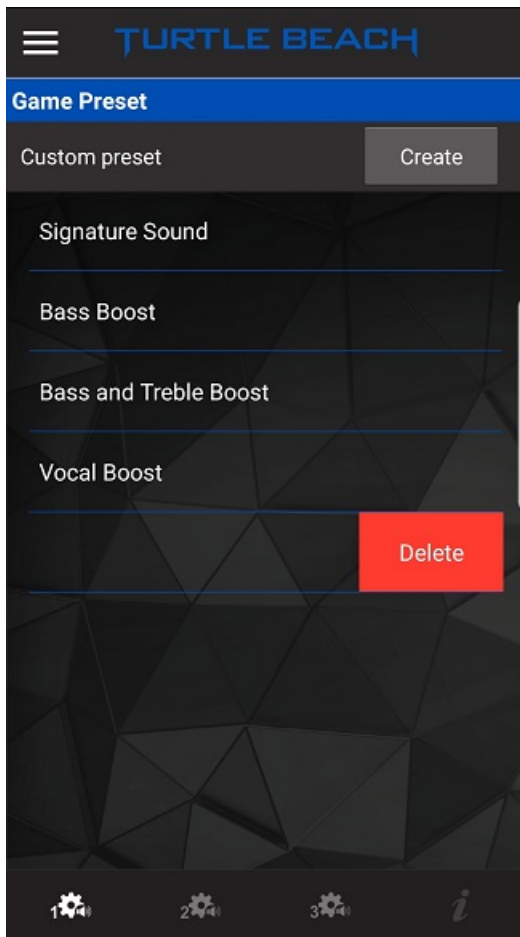 TURTLE BEACH
Game Preset
Custom preset
Create
Signature Sound
Bass Boost
Bass and Treble Boost
Vocal Boost
Delete
1
2
3
i